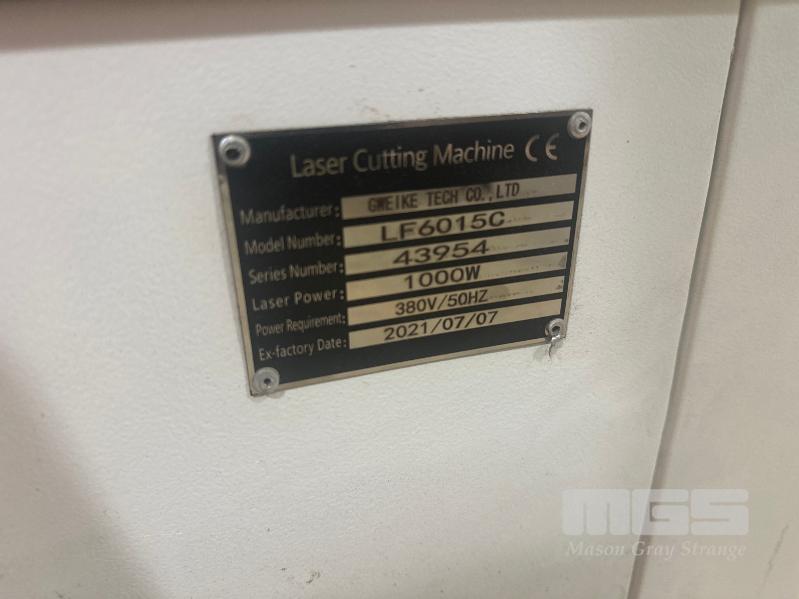 Laser Cutting Machine CE
Manufacturer: GWEIKE TECH CO.,LTD
Model Number: LF6015C
Series Number: 43954
Laser Power: 1000W
Power Requirement: 380V/50HZ
Ex-factory Date: 2021/07/07
MGS
Mason Gray Strange